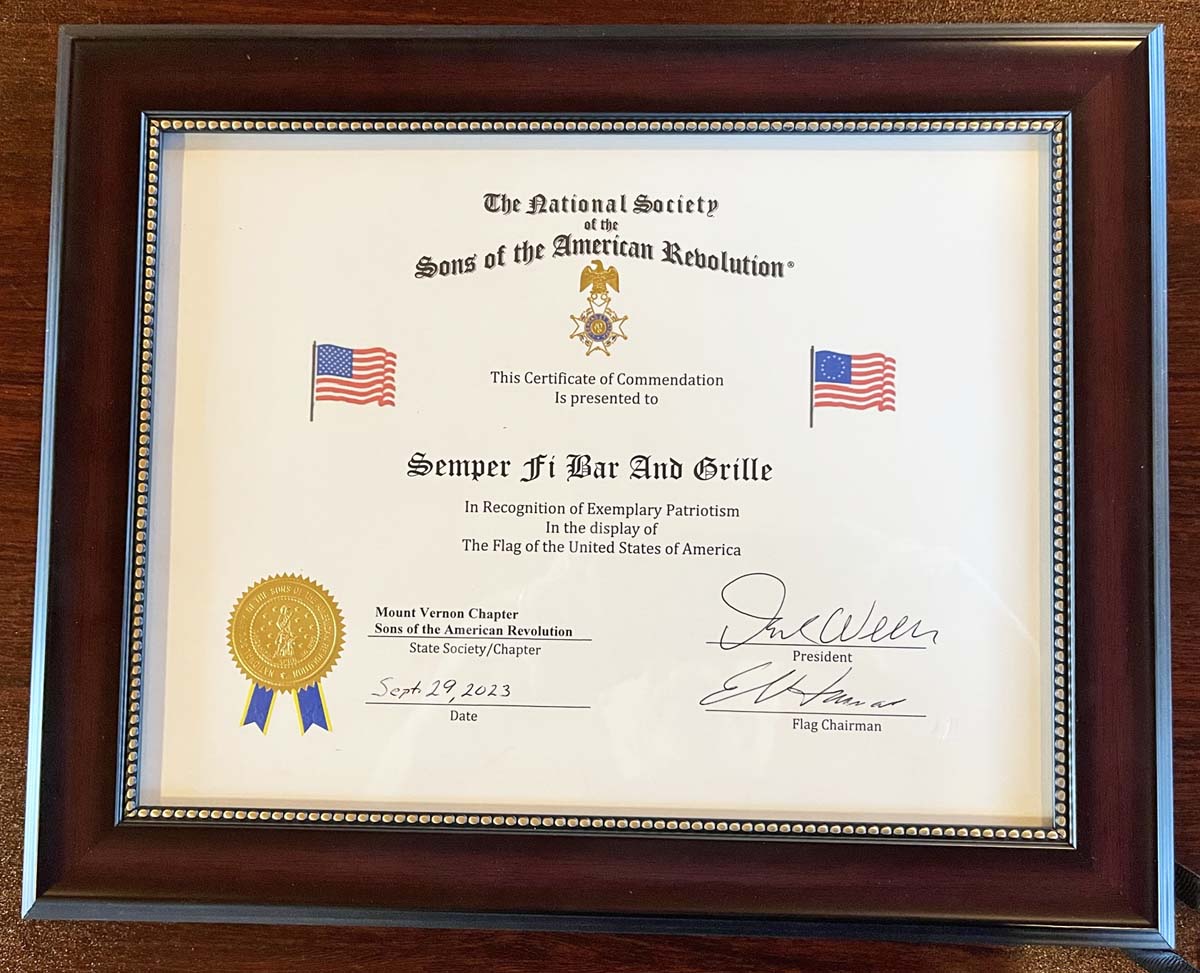 The National Society
of the
Sons of the American Revolution®
This Certificate of Commendation
Is presented to
Semper Fi Bar And Grille
In Recognition of Exemplary Patriotism
In the display of
The Flag of the United States of America
Mount Vernon Chapter
Sons of the American Revolution
State Society/Chapter
Sept 29, 2023
Date
President
Flag Chairman